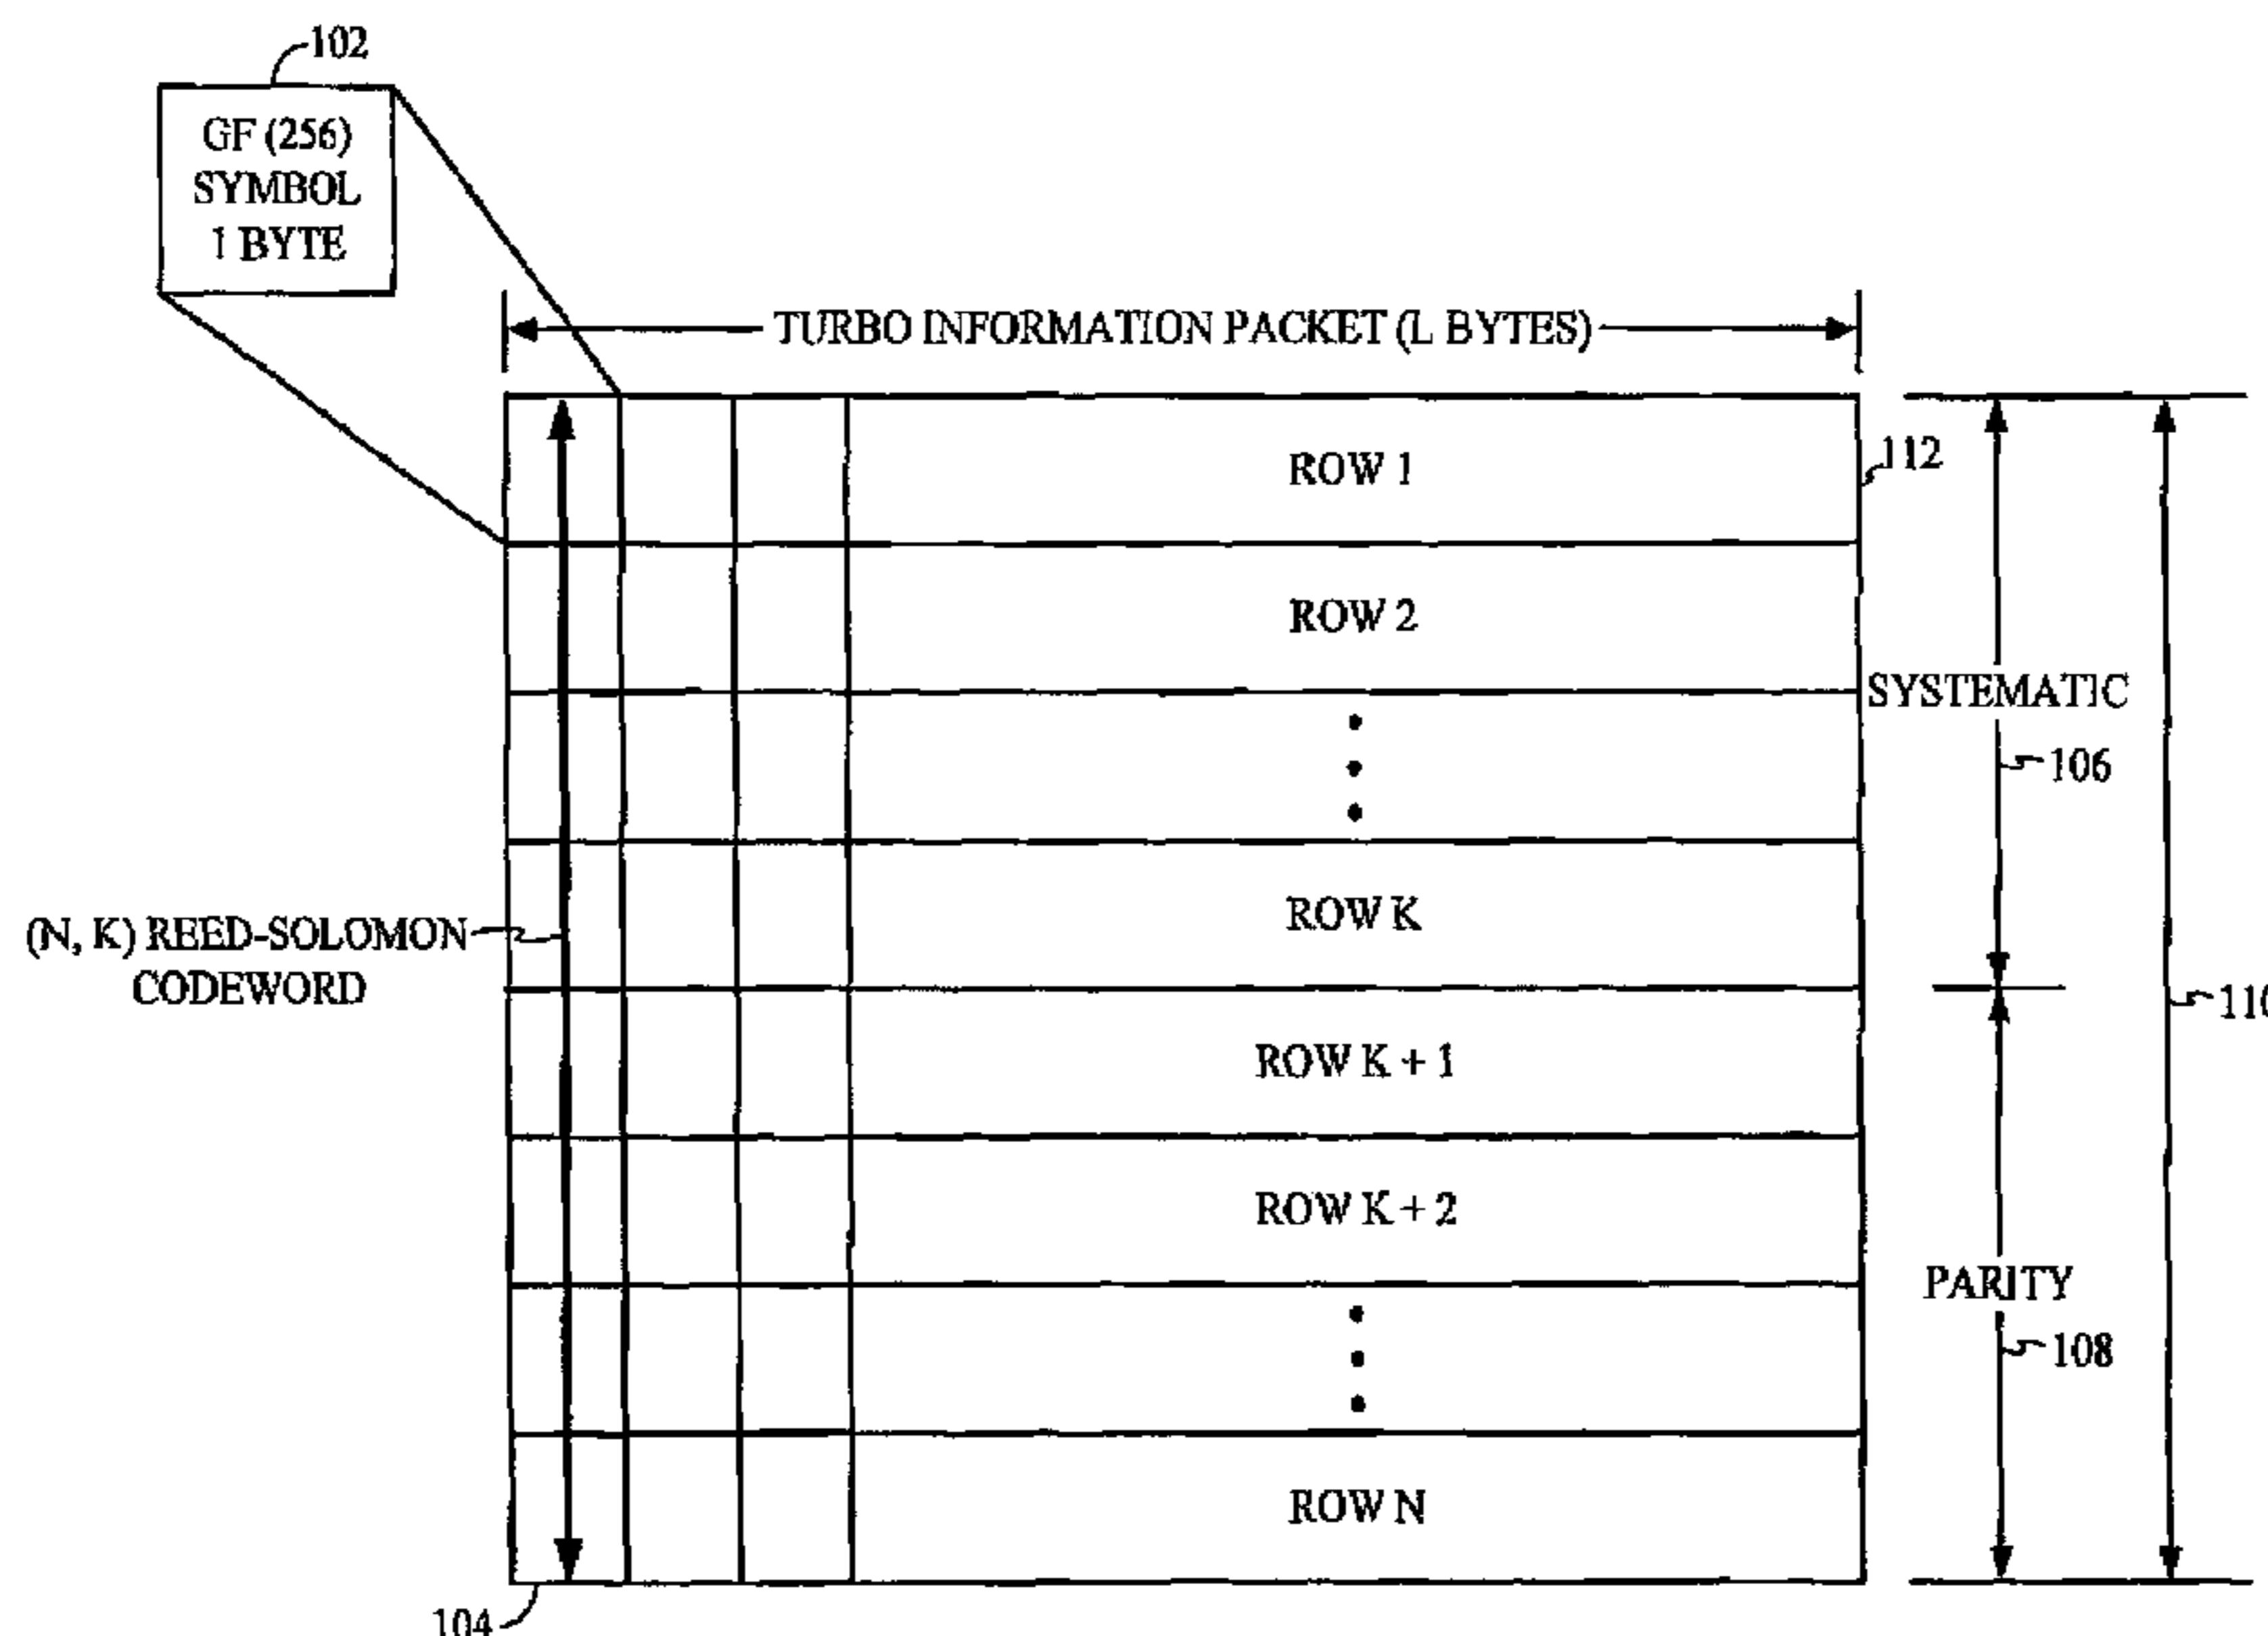 102
GF (256)
SYMBOL
1 BYTE
TURBO INFORMATION PACKET (L BYTES)
ROW 1
112
ROW 2
SYSTEMATIC
106
ROW K
(N, K) REED-SOLOMON
CODEWORD
110
ROW K + 1
ROW K + 2
PARITY
108
ROW N
104